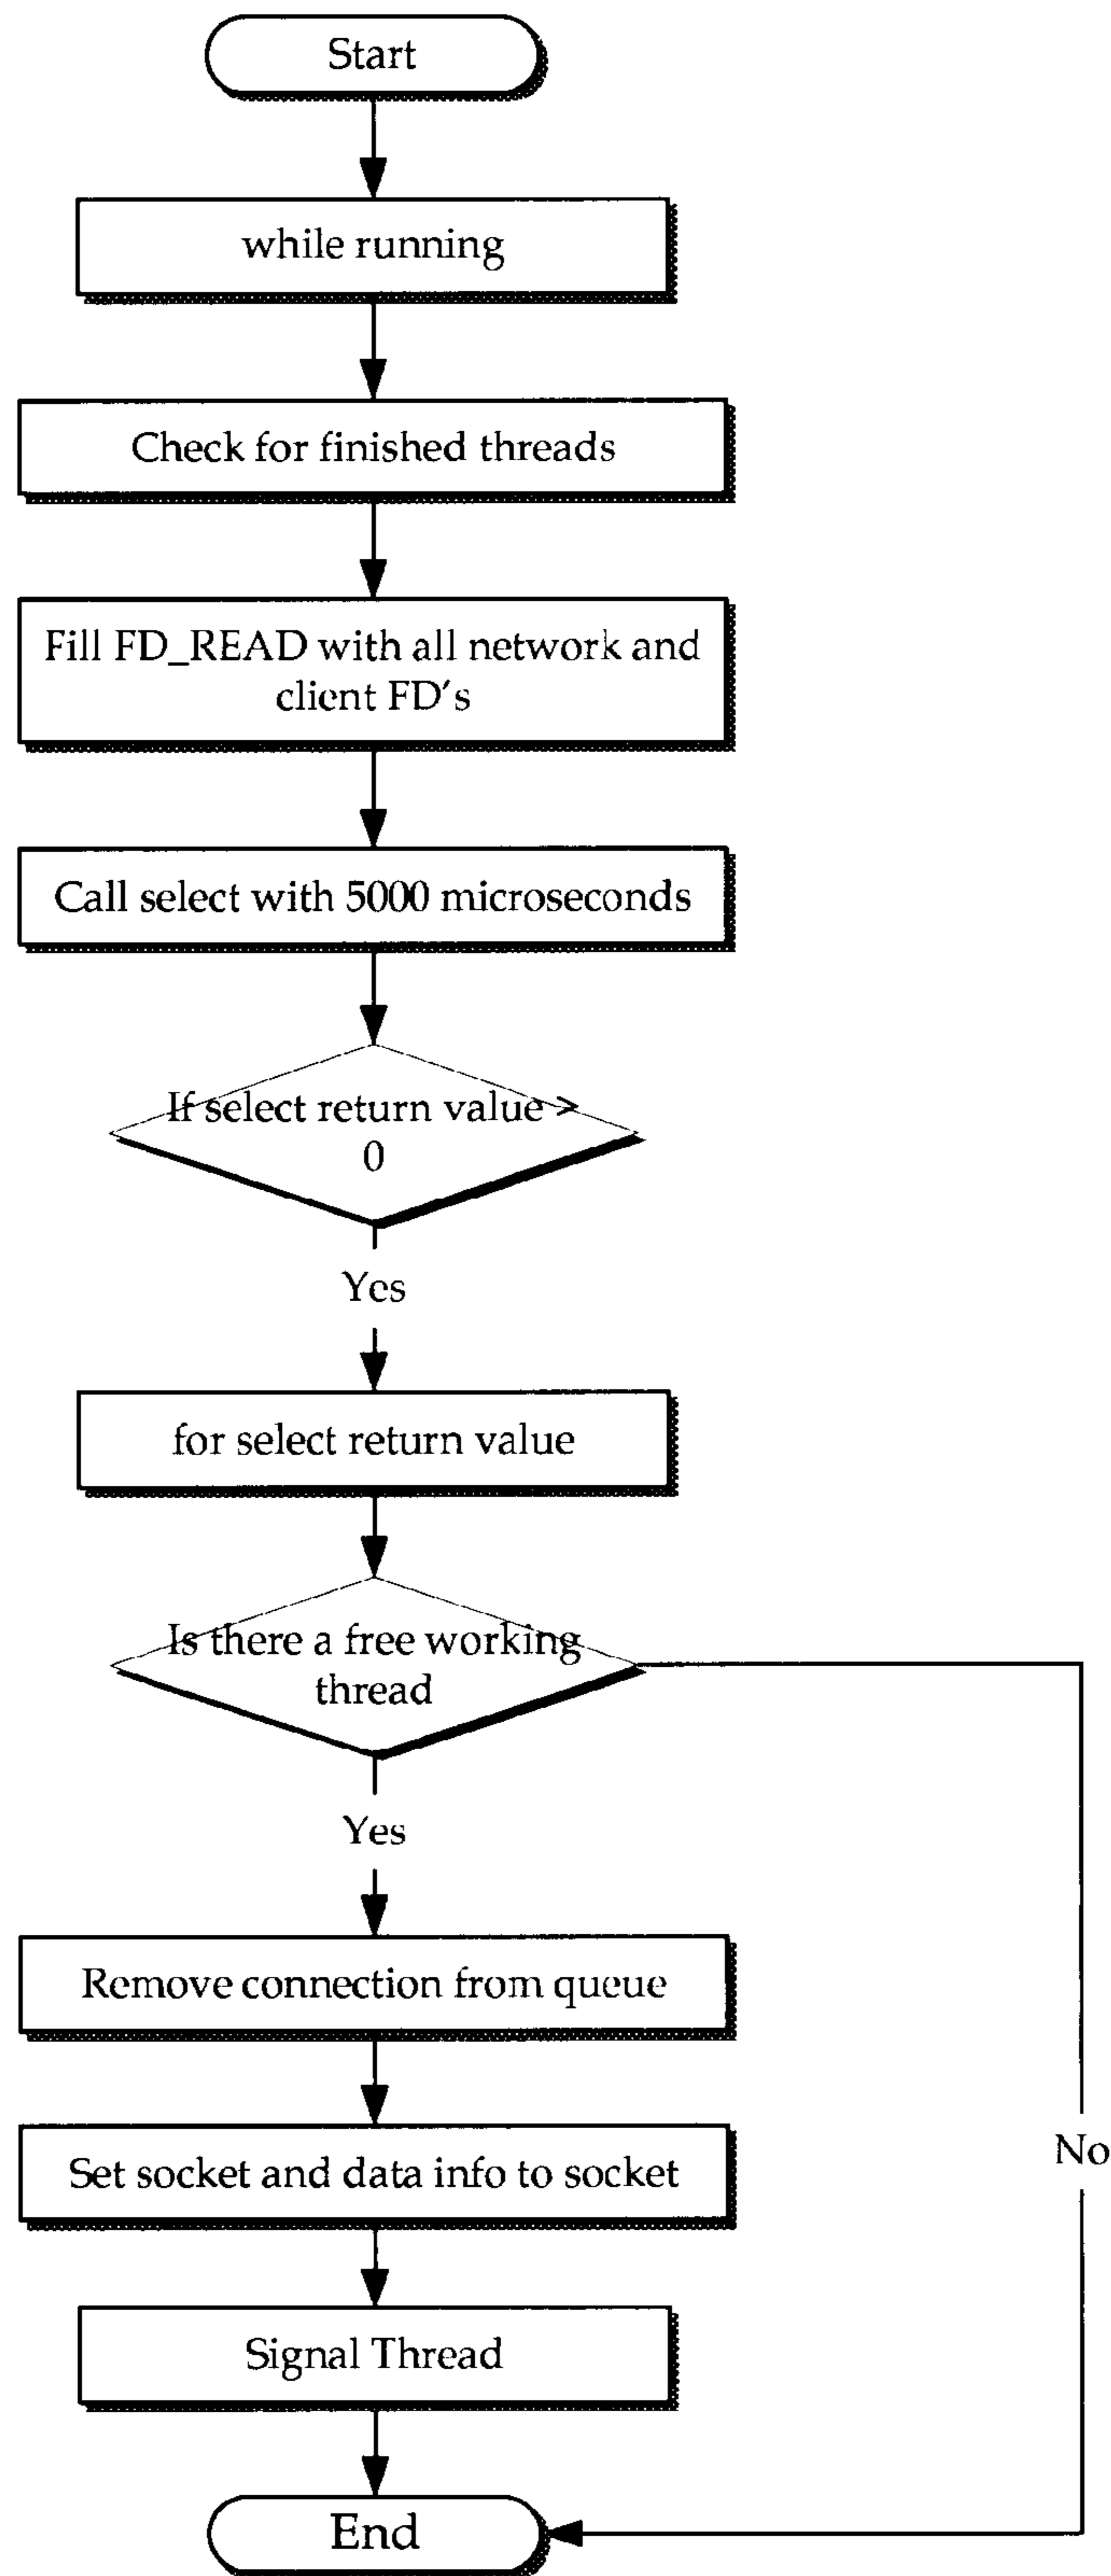 Start
while running
Check for finished threads
Fill FD_READ with all network and
client FD's
Call select with 5000 microseconds
If select return value >
0
Yes
for select return value
Is there a free working
thread
Yes
Remove connection from queue
Set socket and data info to socket
No
Signal Thread
End